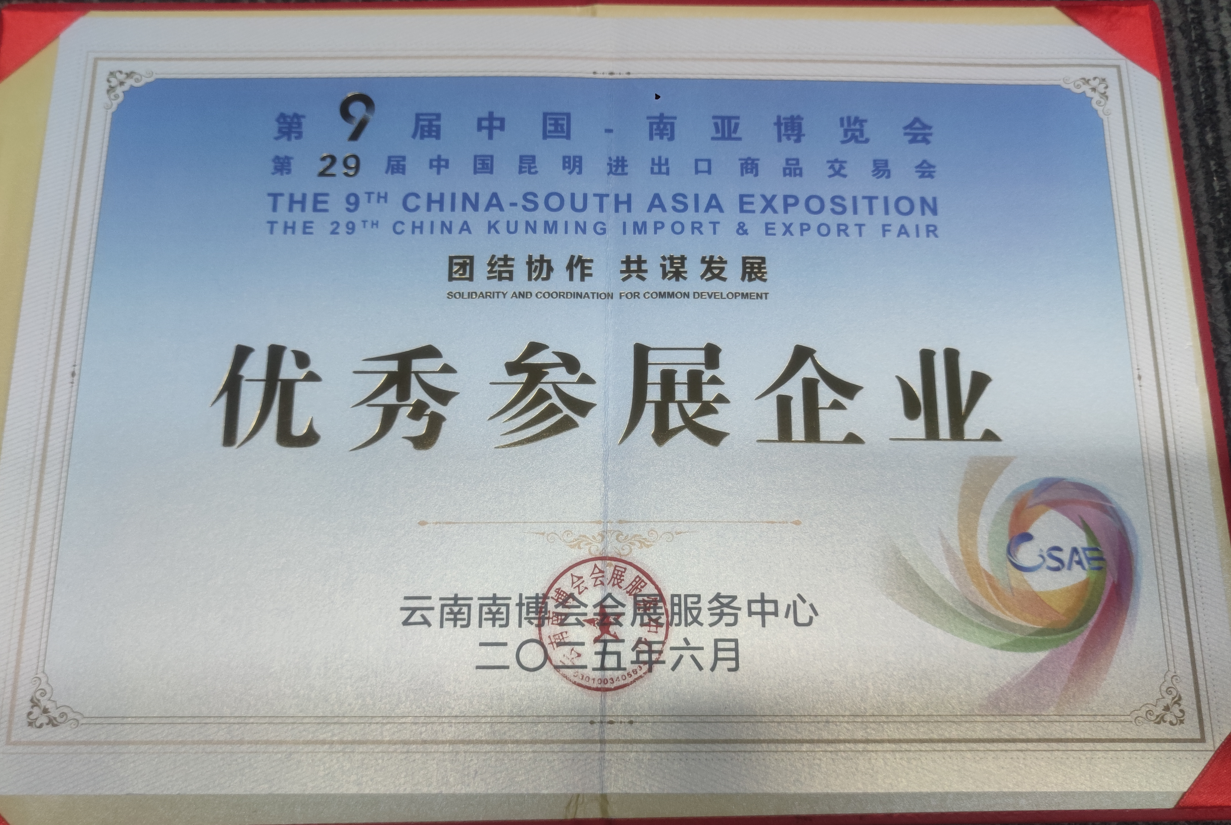 第9届中国-南亚博览会
第29届中国昆明进出口商品交易会
THE 9TH CHINA-SOUTH ASIA EXPOSITION
THE 29TH CHINA KUNMING IMPORT & EXPORT FAIR
团结协作 共谋发展
SOLIDARITY AND COORDINATION FOR COMMON DEVELOPMENT
优秀参展企业
CSAE
云南南博会会展服务中心
二〇二五年六月